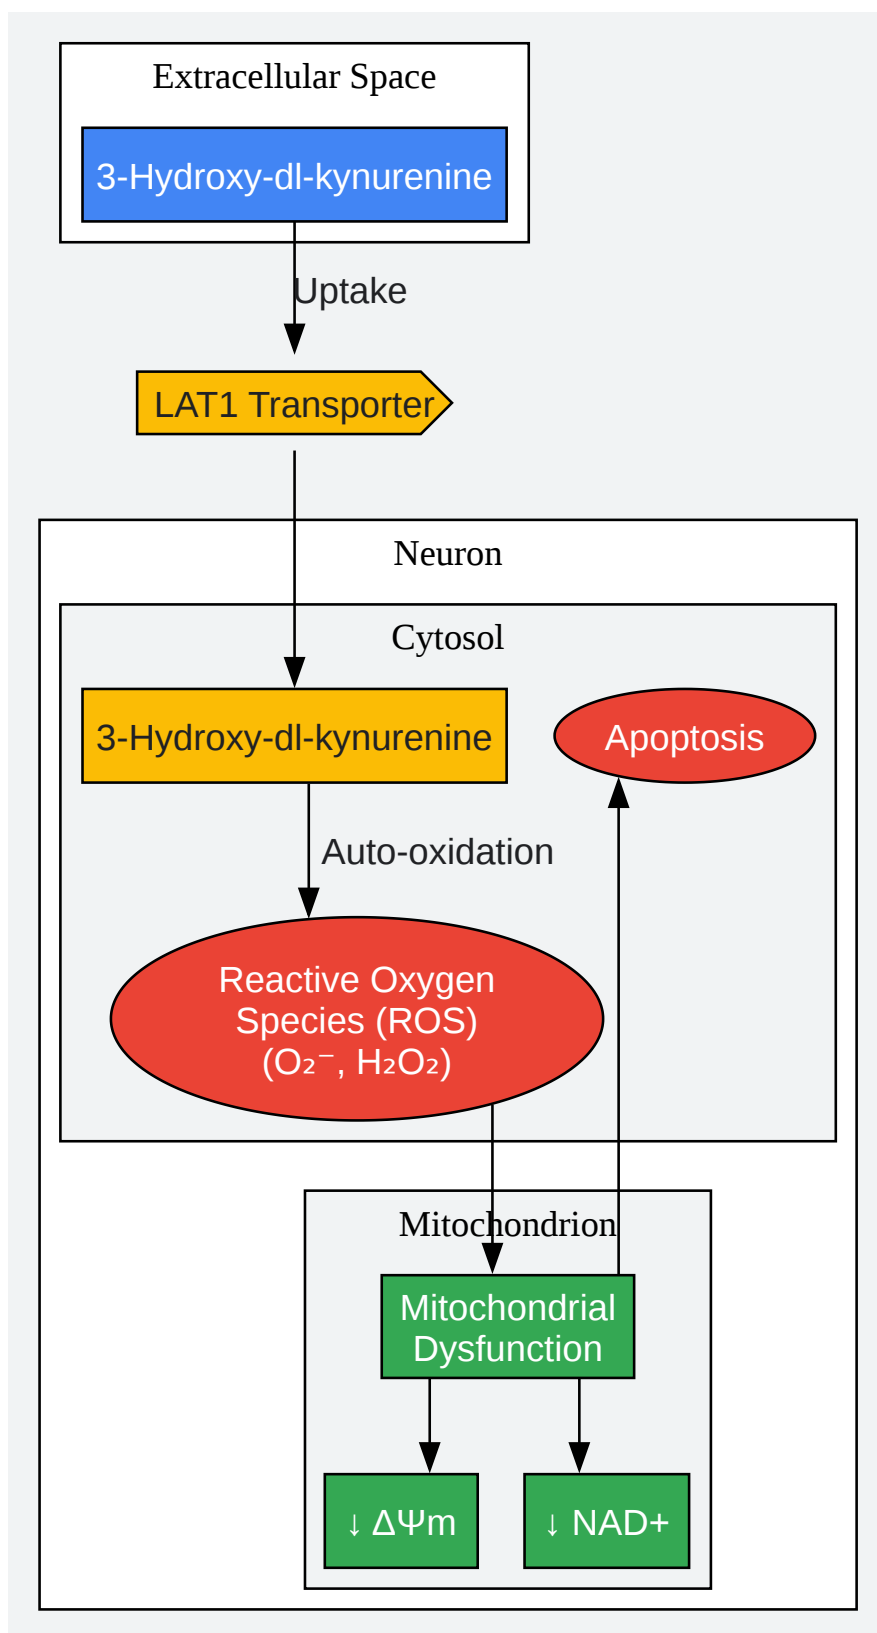 Extracellular Space
3-Hydroxy-dl-kynurenine
Uptake
LAT1 Transporter
Neuron
Cytosol
3-Hydroxy-dl-kynurenine
Apoptosis
Auto-oxidation
Reactive Oxygen
Species (ROS)
(O₂⁻, H₂O₂)
Mitochondrion
Mitochondrial
Dysfunction
↓ ΔΨm
↓ NAD+